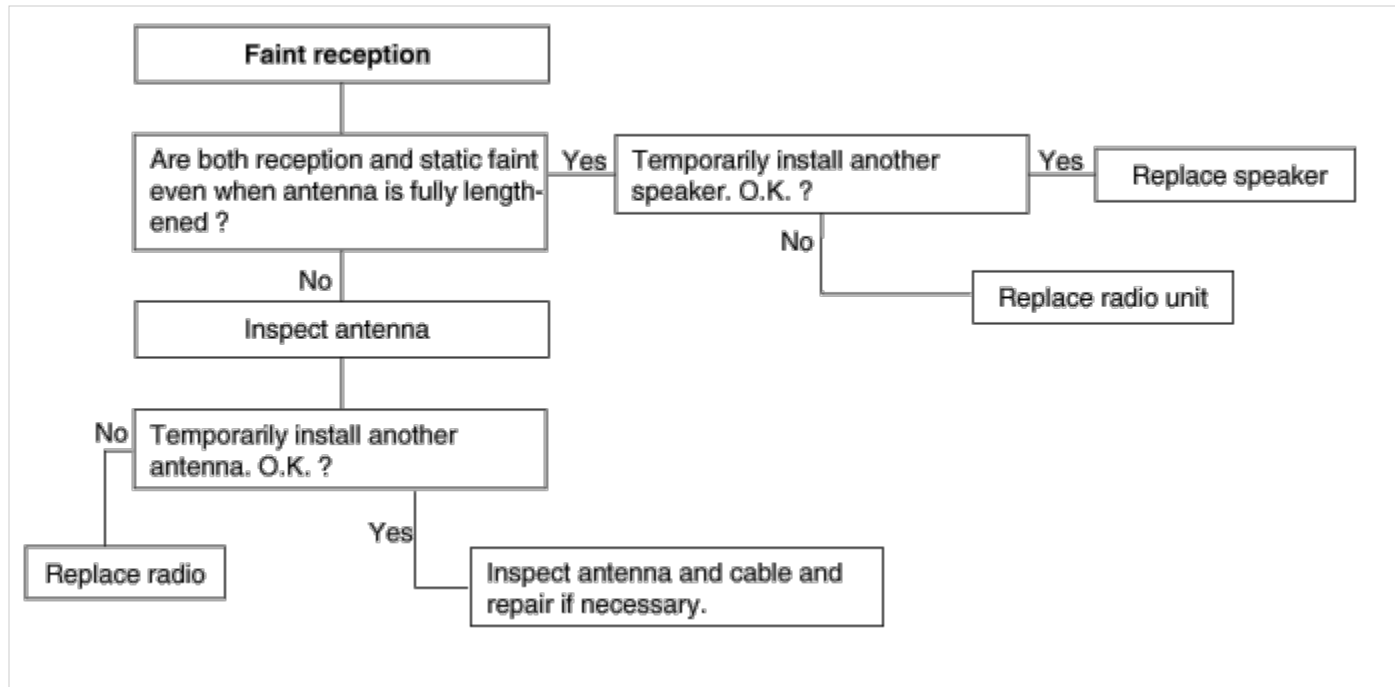 Faint reception
Are both reception and static faint
even when antenna is fully length-
ened ?
Yes
Temporarily install another
speaker. O.K. ?
Yes
Replace speaker
No
Replace radio unit
No
Inspect antenna
No
Temporarily install another
antenna. O.K. ?
Yes
Replace radio
Inspect antenna and cable and
repair if necessary.